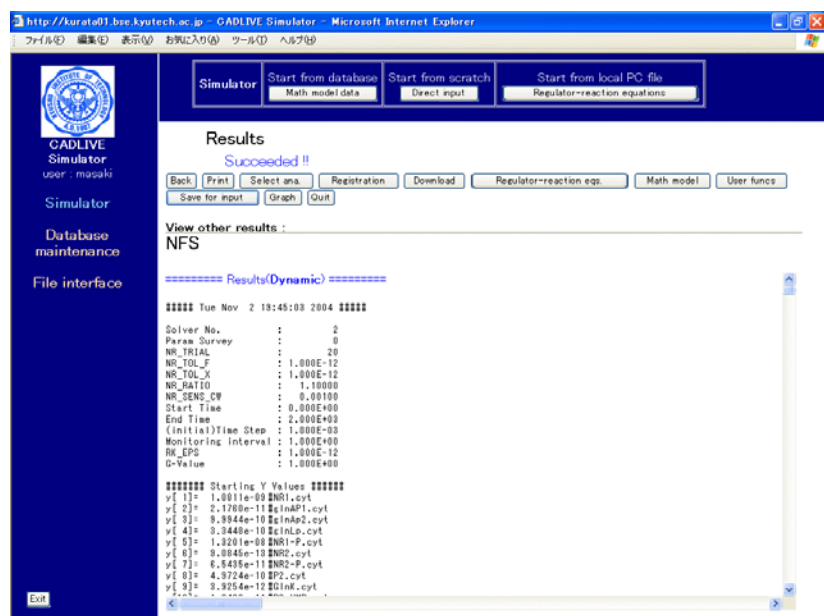 http://kurata01.bse.kyutech.ac.jp - CADLIVE Simulator - Microsoft Internet Explorer
ファイル(F) 編集(E) 表示(V) お気に入り(A) ツール(T) ヘルプ(H)
Simulator
Start from database
Math model data
Start from scratch
Direct input
Start from local PC file
Regulator-reaction equations
CADLIVE
Simulator
user : masaki
Simulator
Database
maintenance
File interface
Exit
Results
Succeeded !!
Back Print Select ana. Registration Download Regulator-reaction eqs. Math model User funcs
Save for input Graph Quit
View other results :
NFS
========= Results(Dynamic) =========
##### Tue Nov 2 19:45:03 2004 #####
Solver No. : 2
Param Survey : 0
NR_TRIAL : 20
NR_TOL_F : 1.000E-12
NR_TOL_X : 1.000E-12
NR_RATIO : 1.10000
NR_SENS_CW : 0.00100
Start Time : 0.000E+00
End Time : 2.000E+03
(initial)Time Step : 1.000E-03
Monitoring interval : 1.000E+00
RK_EPS : 1.000E-12
G-Value : 1.000E+00
####### Starting Y Values ######
y[ 1]= 1.0011e-09 #NR1.cyt
y[ 2]= 2.1760e-11 #glnAP1.cyt
y[ 3]= 9.9944e-10 #glnAp2.cyt
y[ 4]= 3.3448e-10 #glnLp.cyt
y[ 5]= 1.3201e-08 #NR1-P.cyt
y[ 6]= 9.0845e-13 #NR2.cyt
y[ 7]= 6.5435e-11 #NR2-P.cyt
y[ 8]= 4.3724e-10 #P2.cyt
y[ 9]= 3.9254e-12 #GlnK.cyt